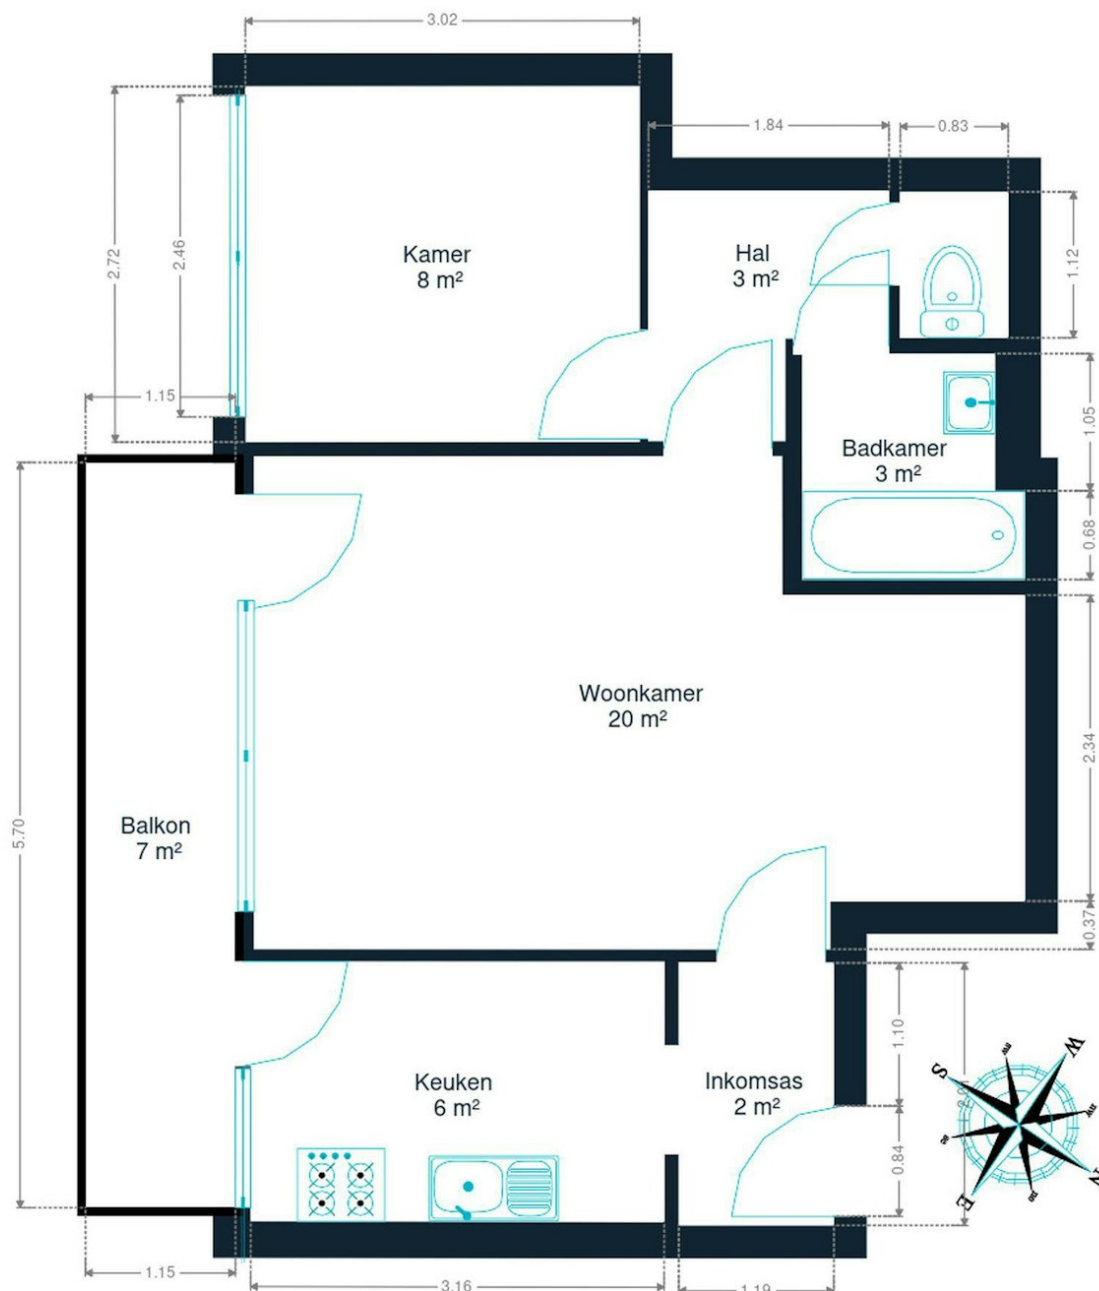 3.02
1.84
0.83
2.72
2.46
Kamer
8 m²
Hal
3 m²
1.12
1.15
1.05
Badkamer
3 m²
0.68
Woonkamer
20 m²
2.34
5.70
Balkon
7 m²
0.37
1.10
Keuken
6 m²
Inkomsas
2 m²
0.84
W
S
N
E
1.15
3.16
1.19